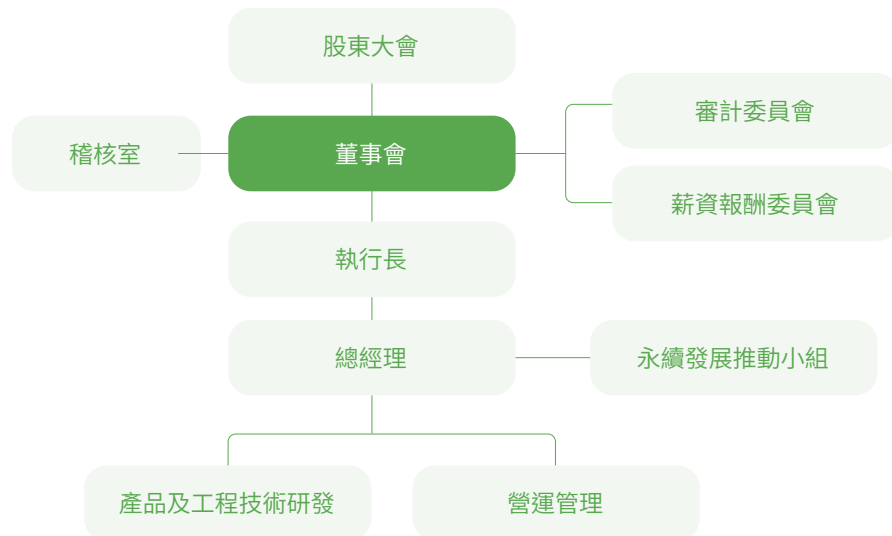 股東大會
審計委員會
稽核室
董事會
薪資報酬委員會
執行長
總經理
永續發展推動小組
產品及工程技術研發
營運管理